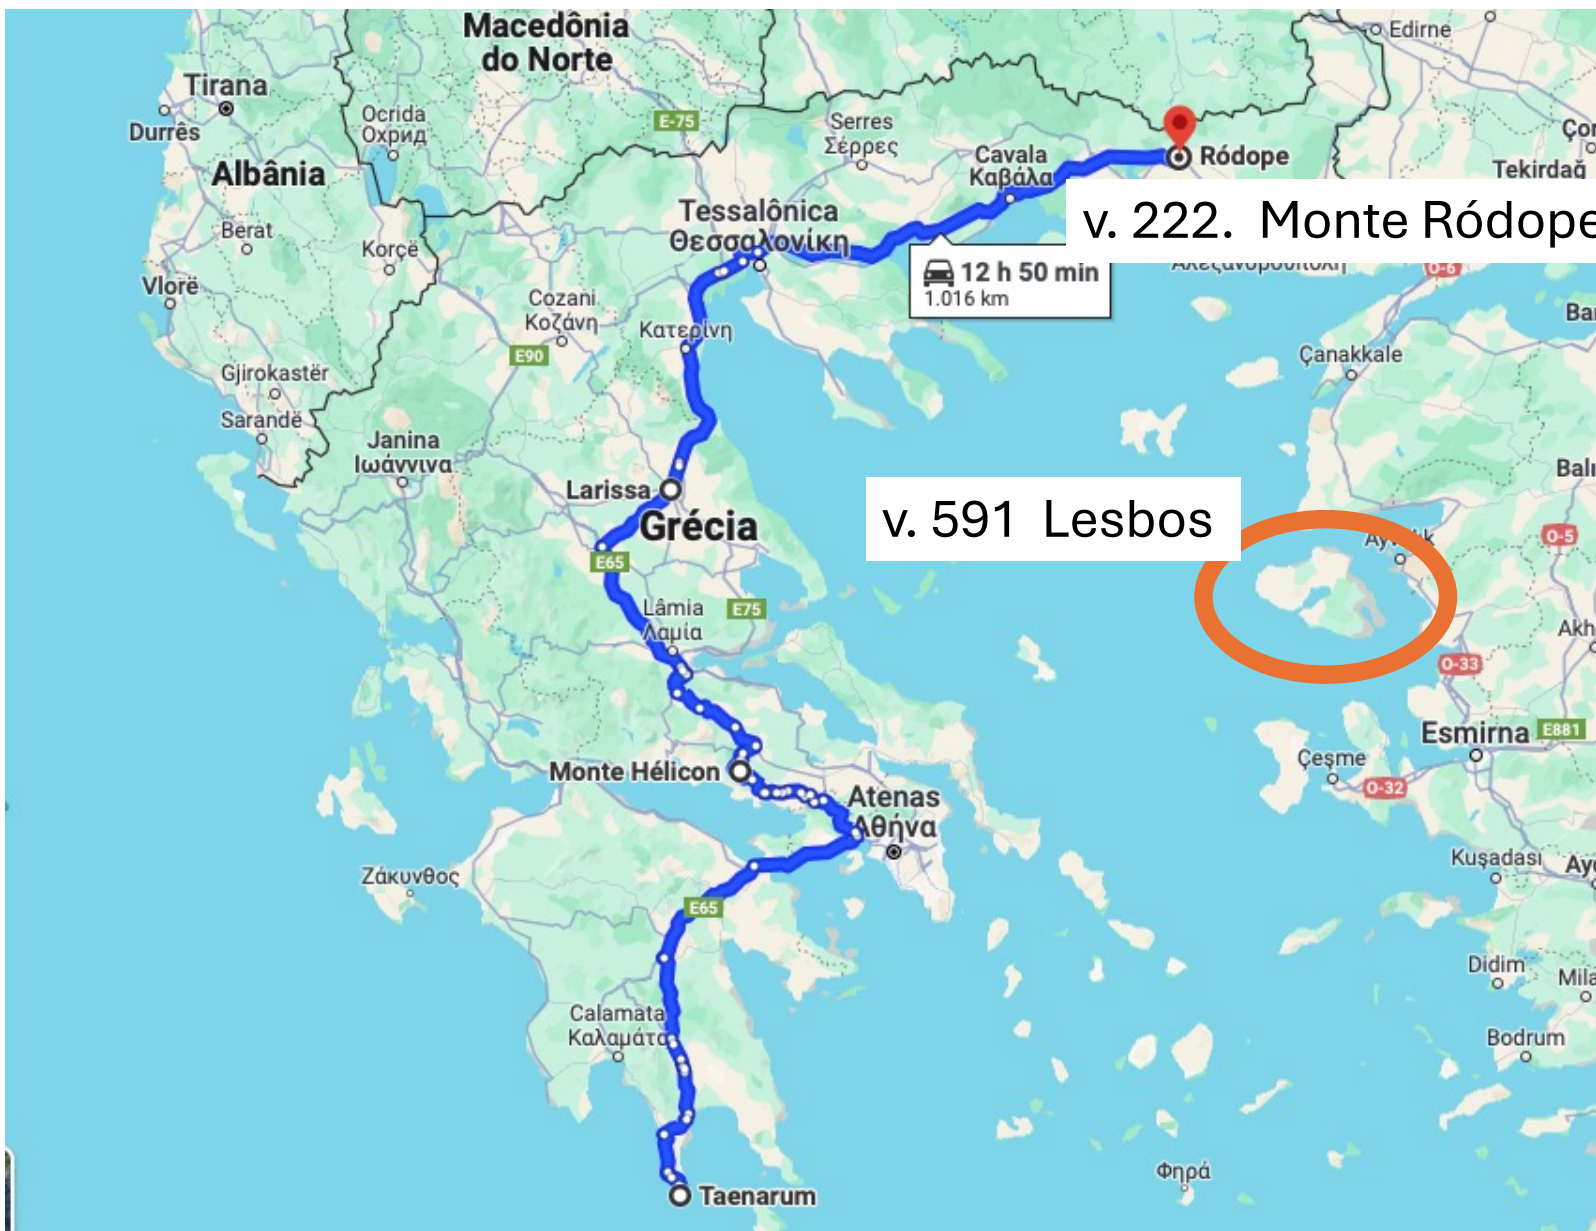 Macedônia
do Norte
Edirne
Tirana
Durrës
Ocrida
Охрид
E-75
Serres
Σέρρες
Cavala
Καβάλα
Ródope
Tekirdağ
Albânia
Tessalônica
Θεσσαλονίκη
v. 222. Monte Ródope
Berat
Korçë
Vlorë
12 h 50 min
1.016 km
O-6
Cozani
Κοζάνη
Κατερίνη
E90
Çanakkale
Gjirokastër
Sarandë
Janina
Ιωάννινα
Larissa
Grécia
v. 591 Lesbos
O-5
E65
Lâmia
Λαμία
E75
O-33
Esmirna
E881
Monte Hélicon
Çeşme
O-32
Atenas
Αθήνα
Ζάκυνθος
Kuşadası
E65
Didim
Calamata
Καλαμάτα
Bodrum
Φηρά
Taenarum